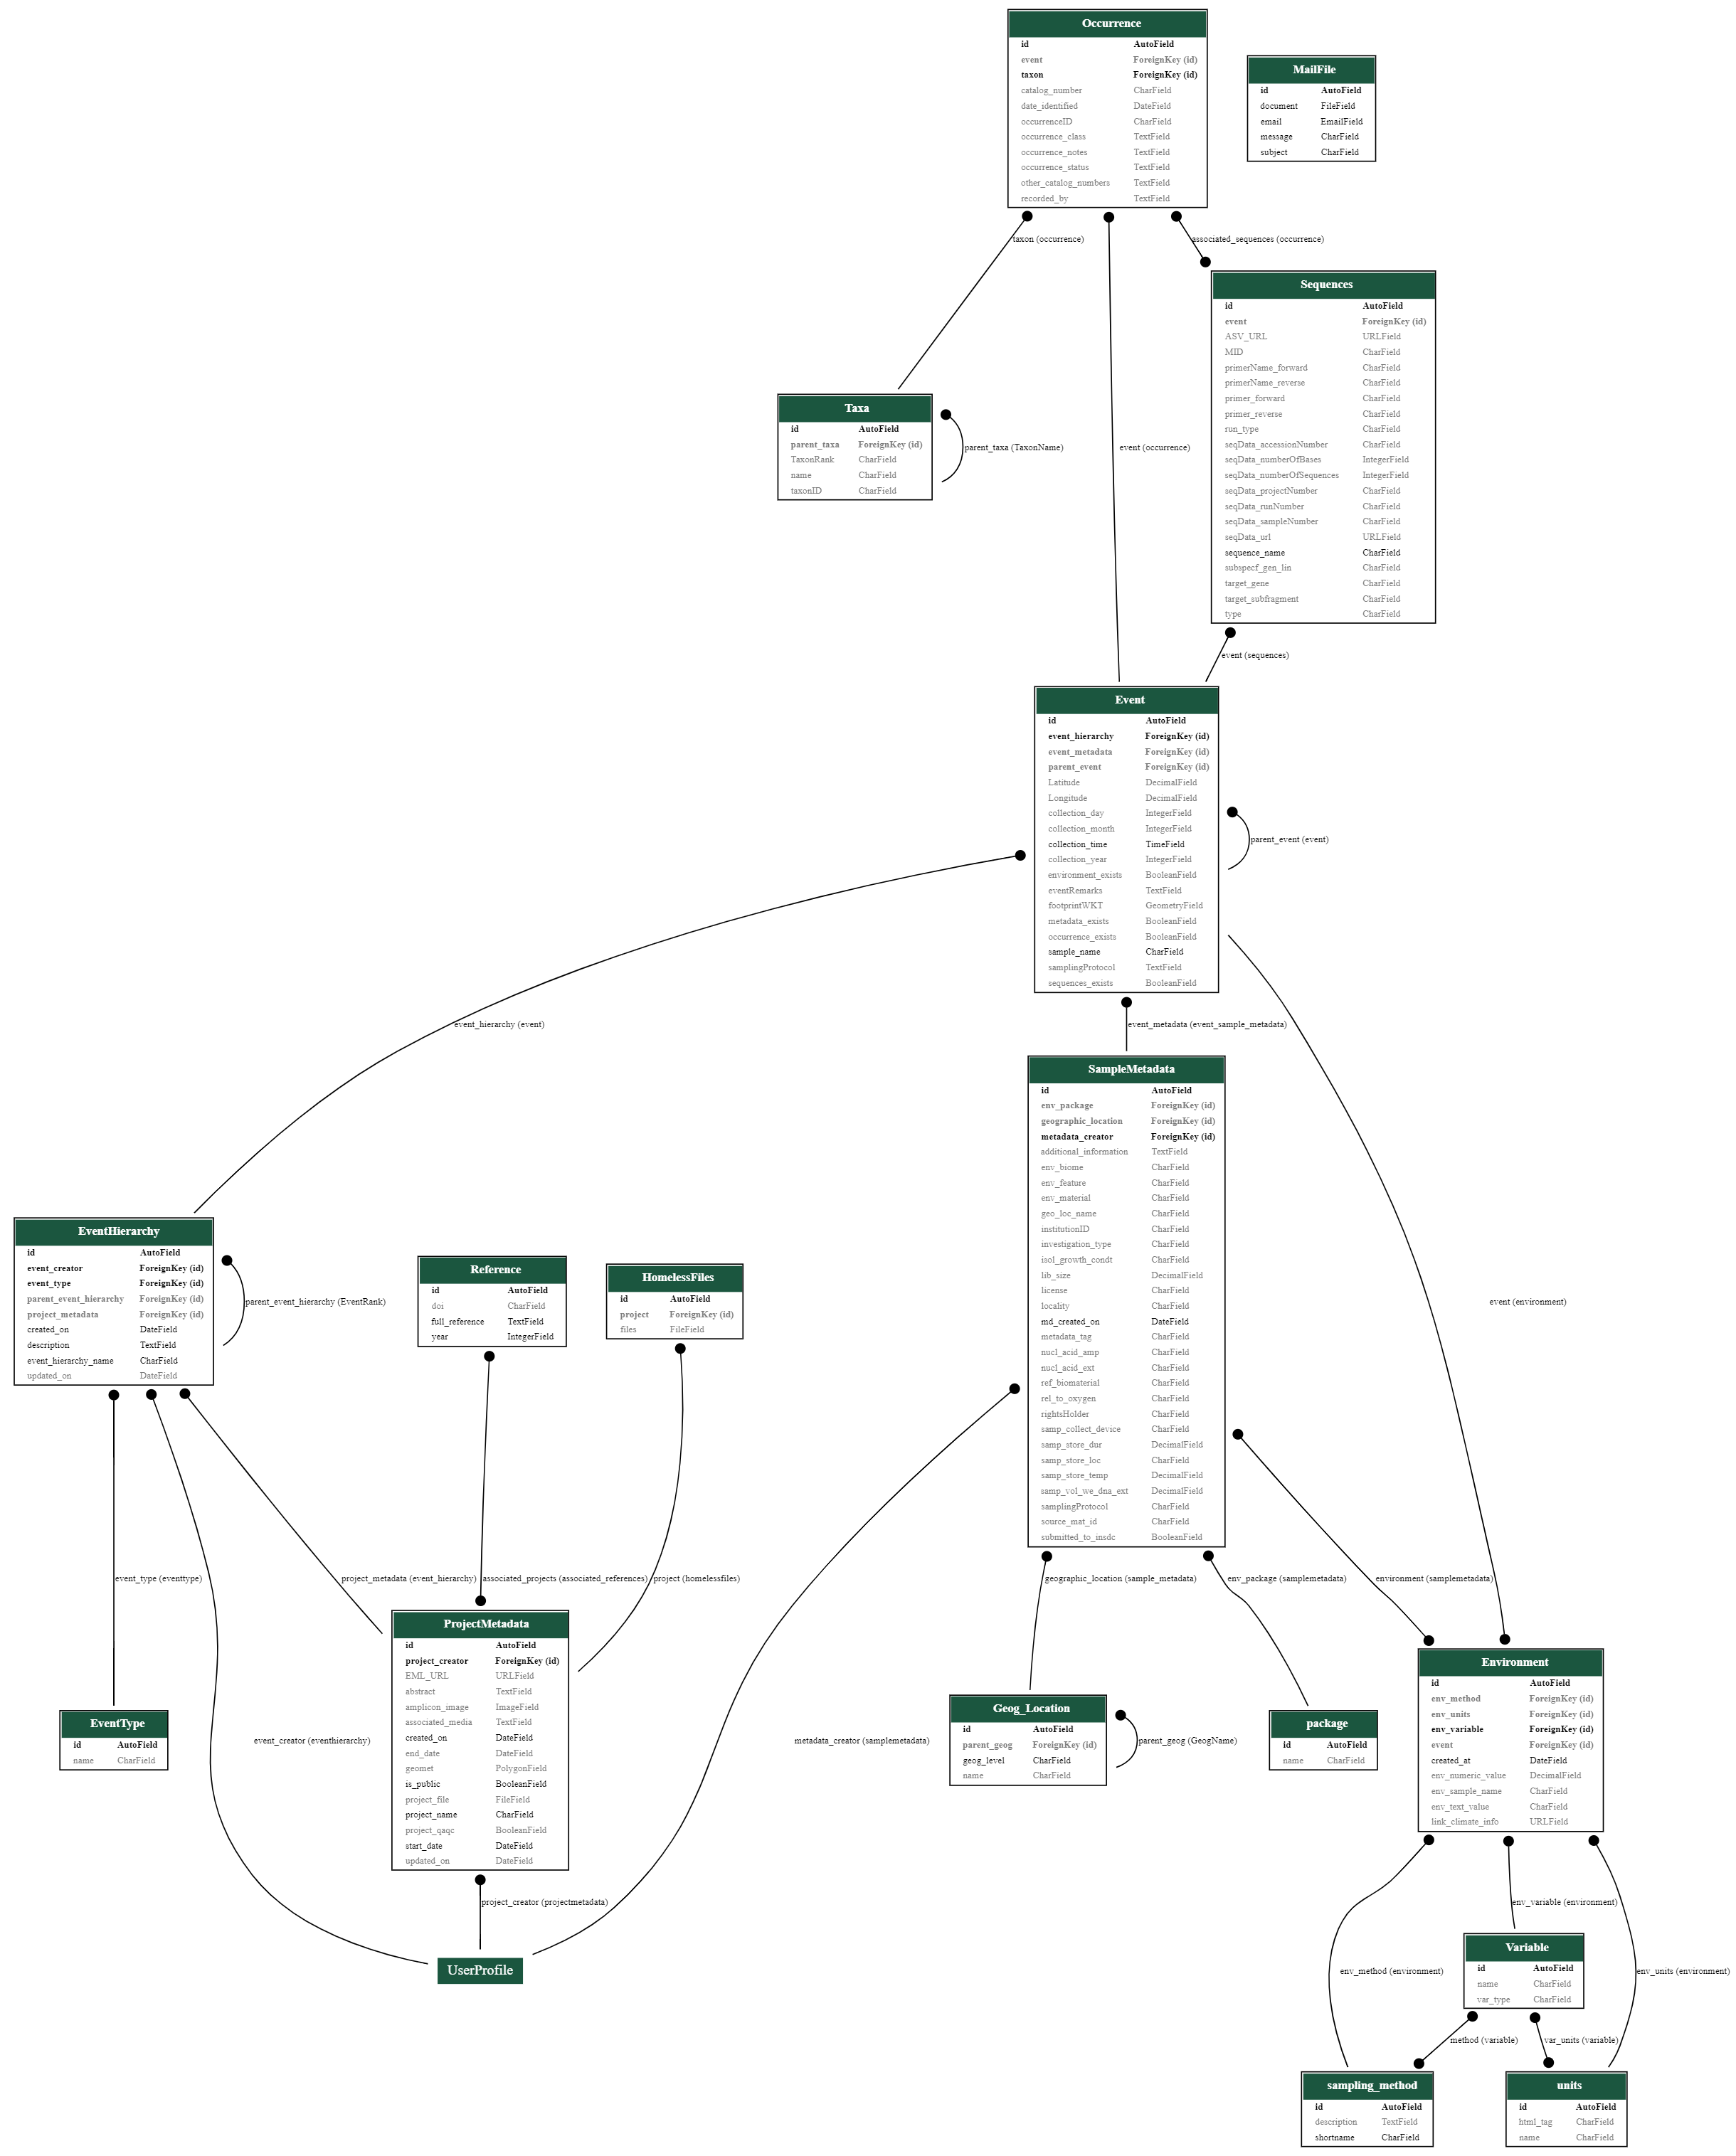 Occurrence
id AutoField
event ForeignKey (id)
taxon ForeignKey (id)
catalog_number CharField
date_identified DateField
occurrenceID CharField
occurrence_class TextField
occurrence_notes TextField
occurrence_status TextField
other_catalog_numbers TextField
recorded_by TextField
MailFile
id AutoField
document FileField
email EmailField
message CharField
subject CharField
taxon (occurrence)
associated_sequences (occurrence)
Sequences
id AutoField
event ForeignKey (id)
ASV_URL URLField
MID CharField
primerName_forward CharField
primerName_reverse CharField
primer_forward CharField
primer_reverse CharField
run_type CharField
seqData_accessionNumber CharField
seqData_numberOfBases IntegerField
seqData_numberOfSequences IntegerField
seqData_projectNumber CharField
seqData_runNumber CharField
seqData_sampleNumber CharField
seqData_url URLField
sequence_name CharField
subspecf_gen_lin CharField
target_gene CharField
target_subfragment CharField
type CharField
Taxa
id AutoField
parent_taxa ForeignKey (id)
TaxonRank CharField
name CharField
taxonID CharField
parent_taxa (TaxonName)
event (occurrence)
event (sequences)
Event
id AutoField
event_hierarchy ForeignKey (id)
event_metadata ForeignKey (id)
parent_event ForeignKey (id)
Latitude DecimalField
Longitude DecimalField
collection_day IntegerField
collection_month IntegerField
collection_time TimeField
collection_year IntegerField
environment_exists BooleanField
eventRemarks TextField
footprintWKT GeometryField
metadata_exists BooleanField
occurrence_exists BooleanField
sample_name CharField
samplingProtocol TextField
sequences_exists BooleanField
parent_event (event)
event_hierarchy (event)
event_metadata (event_sample_metadata)
SampleMetadata
id AutoField
env_package ForeignKey (id)
geographic_location ForeignKey (id)
metadata_creator ForeignKey (id)
additional_information TextField
env_biome CharField
env_feature CharField
env_material CharField
geo_loc_name CharField
institutionID CharField
investigation_type CharField
isol_growth_condt CharField
lib_size DecimalField
license CharField
locality CharField
md_created_on DateField
metadata_tag CharField
nucl_acid_amp CharField
nucl_acid_ext CharField
ref_biomaterial CharField
rel_to_oxygen CharField
rightsHolder CharField
samp_collect_device CharField
samp_store_dur DecimalField
samp_store_loc CharField
samp_store_temp DecimalField
samp_vol_we_dna_ext DecimalField
samplingProtocol CharField
source_mat_id CharField
submitted_to_insdc BooleanField
EventHierarchy
id AutoField
event_creator ForeignKey (id)
event_type ForeignKey (id)
parent_event_hierarchy ForeignKey (id)
project_metadata ForeignKey (id)
created_on DateField
description TextField
event_hierarchy_name CharField
updated_on DateField
parent_event_hierarchy (EventRank)
Reference
id AutoField
doi CharField
full_reference TextField
year IntegerField
HomelessFiles
id AutoField
project ForeignKey (id)
files FileField
event (environment)
event_type (eventtype)
project_metadata (event_hierarchy)
associated_projects (associated_references)
project (homelessfiles)
geographic_location (sample_metadata)
env_package (samplemetadata)
environment (samplemetadata)
ProjectMetadata
id AutoField
project_creator ForeignKey (id)
EML_URL URLField
abstract TextField
amplicon_image ImageField
associated_media TextField
created_on DateField
end_date DateField
geomet PolygonField
is_public BooleanField
project_file FileField
project_name CharField
project_qaqc BooleanField
start_date DateField
updated_on DateField
EventType
id AutoField
name CharField
event_creator (eventhierarchy)
metadata_creator (samplemetadata)
Geog_Location
id AutoField
parent_geog ForeignKey (id)
geog_level CharField
name CharField
parent_geog (GeogName)
package
id AutoField
name CharField
Environment
id AutoField
env_method ForeignKey (id)
env_units ForeignKey (id)
env_variable ForeignKey (id)
event ForeignKey (id)
created_at DateField
env_numeric_value DecimalField
env_sample_name CharField
env_text_value CharField
link_climate_info URLField
project_creator (projectmetadata)
env_variable (environment)
UserProfile
Variable
id AutoField
name CharField
var_type CharField
env_method (environment)
env_units (environment)
method (variable)
var_units (variable)
sampling_method
id AutoField
description TextField
shortname CharField
units
id AutoField
html_tag CharField
name CharField